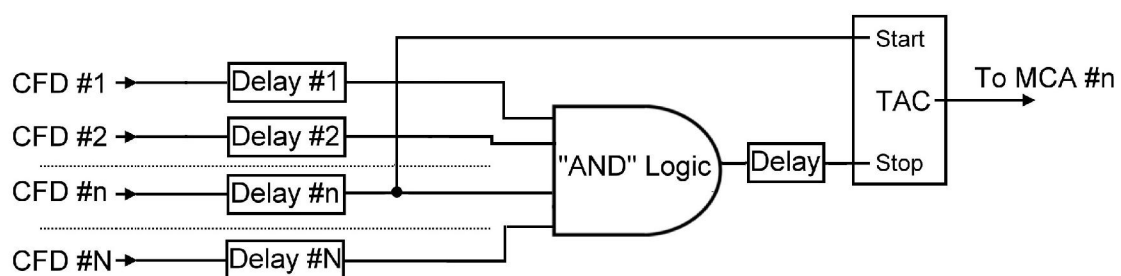 Start
CFD #1 Delay #1
To MCA #n
TAC
CFD #2 Delay #2
"AND" Logic Delay Stop
CFD #n Delay #n
CFD #N Delay #N